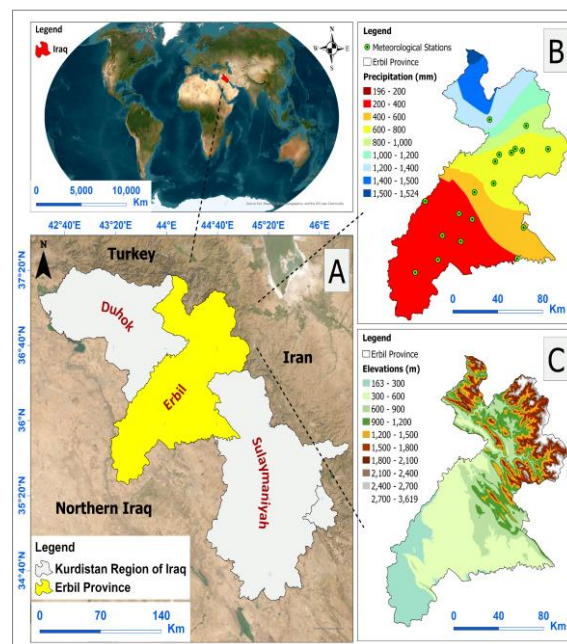 Legend
Iraq
N
W
E
S
0
5,000
10,000
Km
42°40'E
43°20'E
44°E
44°40'E
45°20'E
46°E
37°20'N
36°40'N
36°N
35°20'N
34°40'N
N
A
Turkey
Duhok
Iran
Erbil
Sulaymaniyah
Northern Iraq
Legend
Kurdistan Region of Iraq
Erbil Province
0
70
140
Km
B
Legend
Meteorological Stations
Erbil Province
Precipitation (mm)
196 - 200
200 - 400
400 - 600
600 - 800
800 - 1,000
1,000 - 1,200
1,200 - 1,400
1,400 - 1,500
1,500 - 1,524
0
40
80
Km
C
Legend
Erbil Province
Elevations (m)
163 - 300
300 - 600
600 - 900
900 - 1,200
1,200 - 1,500
1,500 - 1,800
1,800 - 2,100
2,100 - 2,400
2,400 - 2,700
2,700 - 3,619
0
40
80
Km